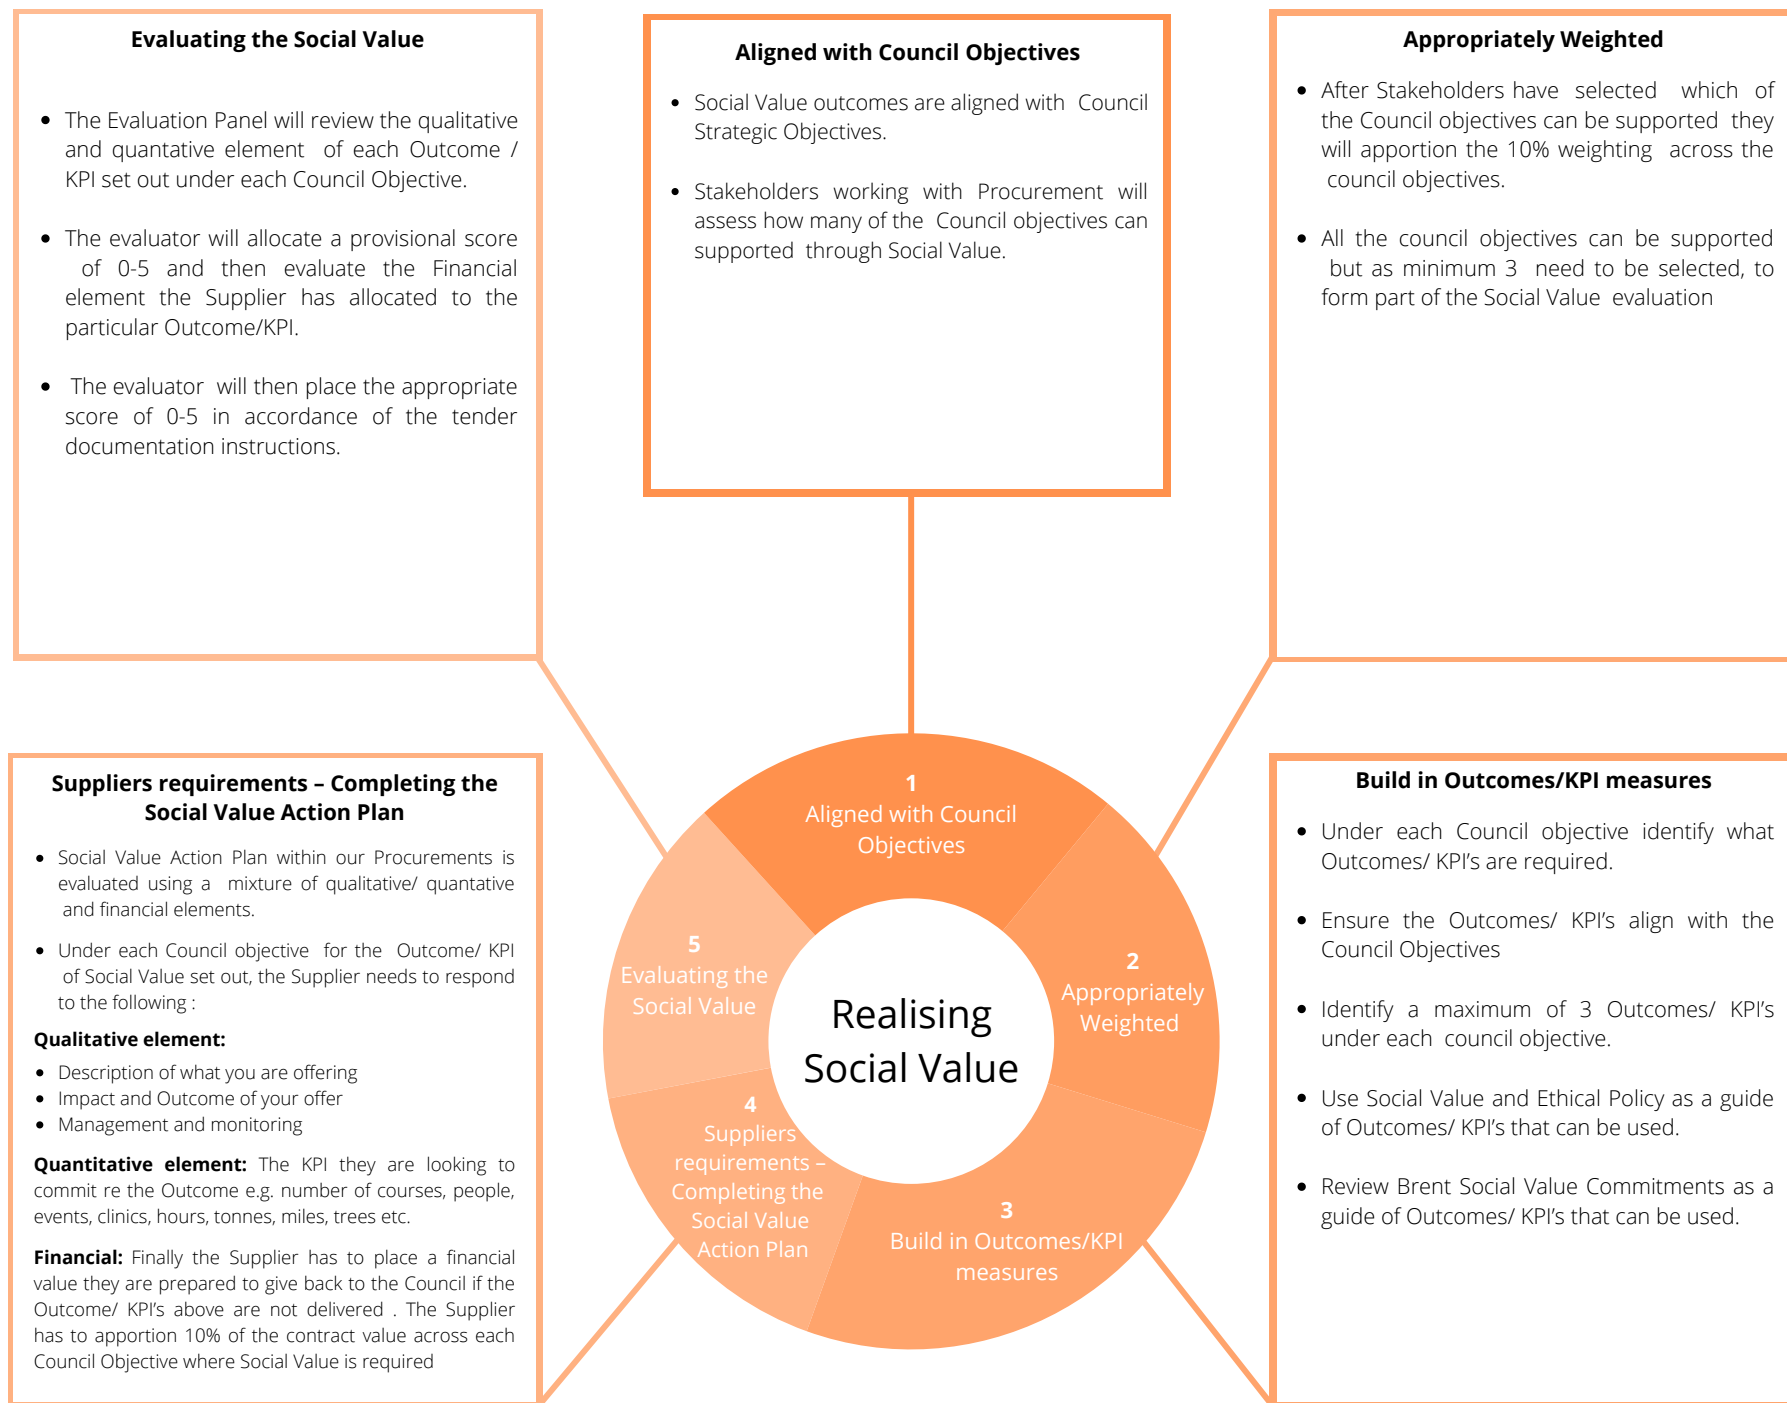 Evaluating the Social Value
• The Evaluation Panel will review the qualitative
and quantative element of each Outcome /
KPI set out under each Council Objective.
• The evaluator will allocate a provisional score
of 0-5 and then evaluate the Financial
element the Supplier has allocated to the
particular Outcome/KPI.
• The evaluator will then place the appropriate
score of 0-5 in accordance of the tender
documentation instructions.
Aligned with Council Objectives
• Social Value outcomes are aligned with Council
Strategic Objectives.
• Stakeholders working with Procurement will
assess how many of the Council objectives can
supported through Social Value.
Appropriately Weighted
• After Stakeholders have selected which of
the Council objectives can be supported they
will apportion the 10% weighting across the
council objectives.
• All the council objectives can be supported
but as minimum 3 need to be selected, to
form part of the Social Value evaluation
Suppliers requirements – Completing the
Social Value Action Plan
• Social Value Action Plan within our Procurements is
evaluated using a mixture of qualitative/ quantative
and financial elements.
• Under each Council objective for the Outcome/ KPI
of Social Value set out, the Supplier needs to respond
to the following :
Qualitative element:
• Description of what you are offering
• Impact and Outcome of your offer
• Management and monitoring
Quantitative element: The KPI they are looking to
commit re the Outcome e.g. number of courses, people,
events, clinics, hours, tonnes, miles, trees etc.
Financial: Finally the Supplier has to place a financial
value they are prepared to give back to the Council if the
Outcome/ KPI's above are not delivered . The Supplier
has to apportion 10% of the contract value across each
Council Objective where Social Value is required
1
Aligned with Council
Objectives
2
Appropriately
Weighted
3
Build in Outcomes/KPI
measures
4
Suppliers
requirements –
Completing the
Social Value
Action Plan
5
Evaluating the
Social Value
Realising
Social Value
Build in Outcomes/KPI measures
• Under each Council objective identify what
Outcomes/ KPI's are required.
• Ensure the Outcomes/ KPI's align with the
Council Objectives
• Identify a maximum of 3 Outcomes/ KPI's
under each council objective.
• Use Social Value and Ethical Policy as a guide
of Outcomes/ KPI's that can be used.
• Review Brent Social Value Commitments as a
guide of Outcomes/ KPI's that can be used.